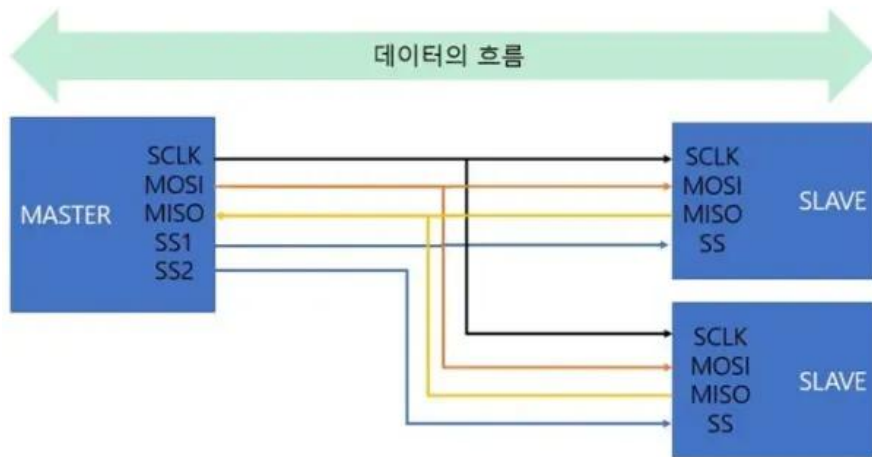 데이터의 흐름
MASTER
SCLK
MOSI
MISO
SS1
SS2
SCLK
MOSI
MISO
SS
SLAVE
SCLK
MOSI
MISO
SS
SLAVE